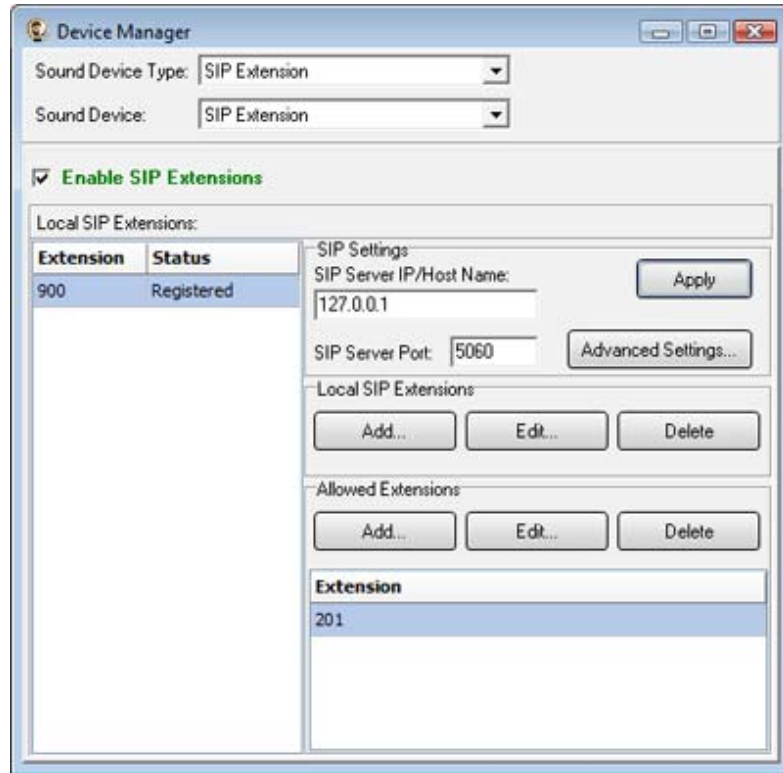 Device Manager
Sound Device Type: SIP Extension
Sound Device: SIP Extension
Enable SIP Extensions
Local SIP Extensions:
Extension Status
900 Registered
SIP Settings
SIP Server IP/Host Name:
127.0.0.1
Apply
SIP Server Port: 5060 Advanced Settings...
Local SIP Extensions
Add... Edit... Delete
Allowed Extensions
Add... Edit... Delete
Extension
201